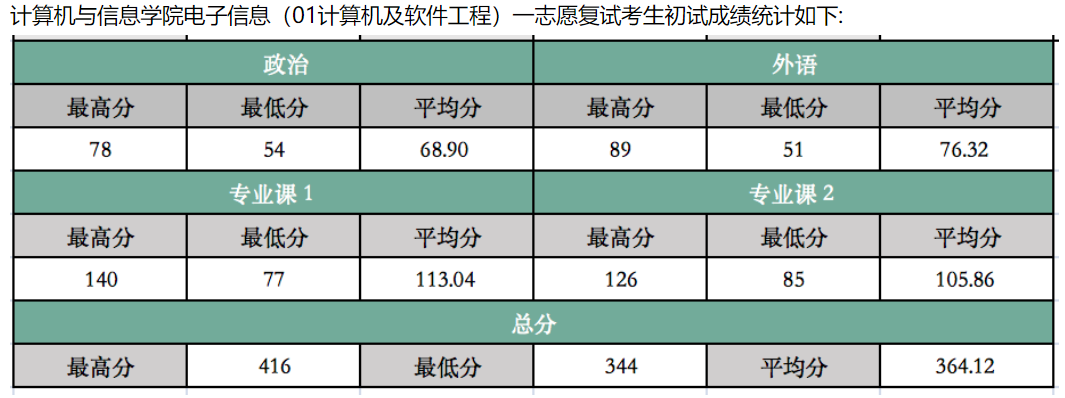 计算机与信息学院电子信息（01计算机及软件工程）一志愿复试考生初试成绩统计如下:
政治 外语
最高分 最低分 平均分 最高分 最低分 平均分
78 54 68.90 89 51 76.32
专业课 1 专业课 2
最高分 最低分 平均分 最高分 最低分 平均分
140 77 113.04 126 85 105.86
总分
最高分 416 最低分 344 平均分 364.12